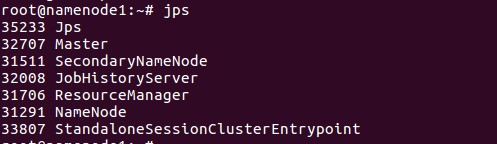 root@namenode1:~# jps
35233 Jps
32707 Master
31511 SecondaryNameNode
32008 JobHistoryServer
31706 ResourceManager
31291 NameNode
33807 StandaloneSessionClusterEntrypoint